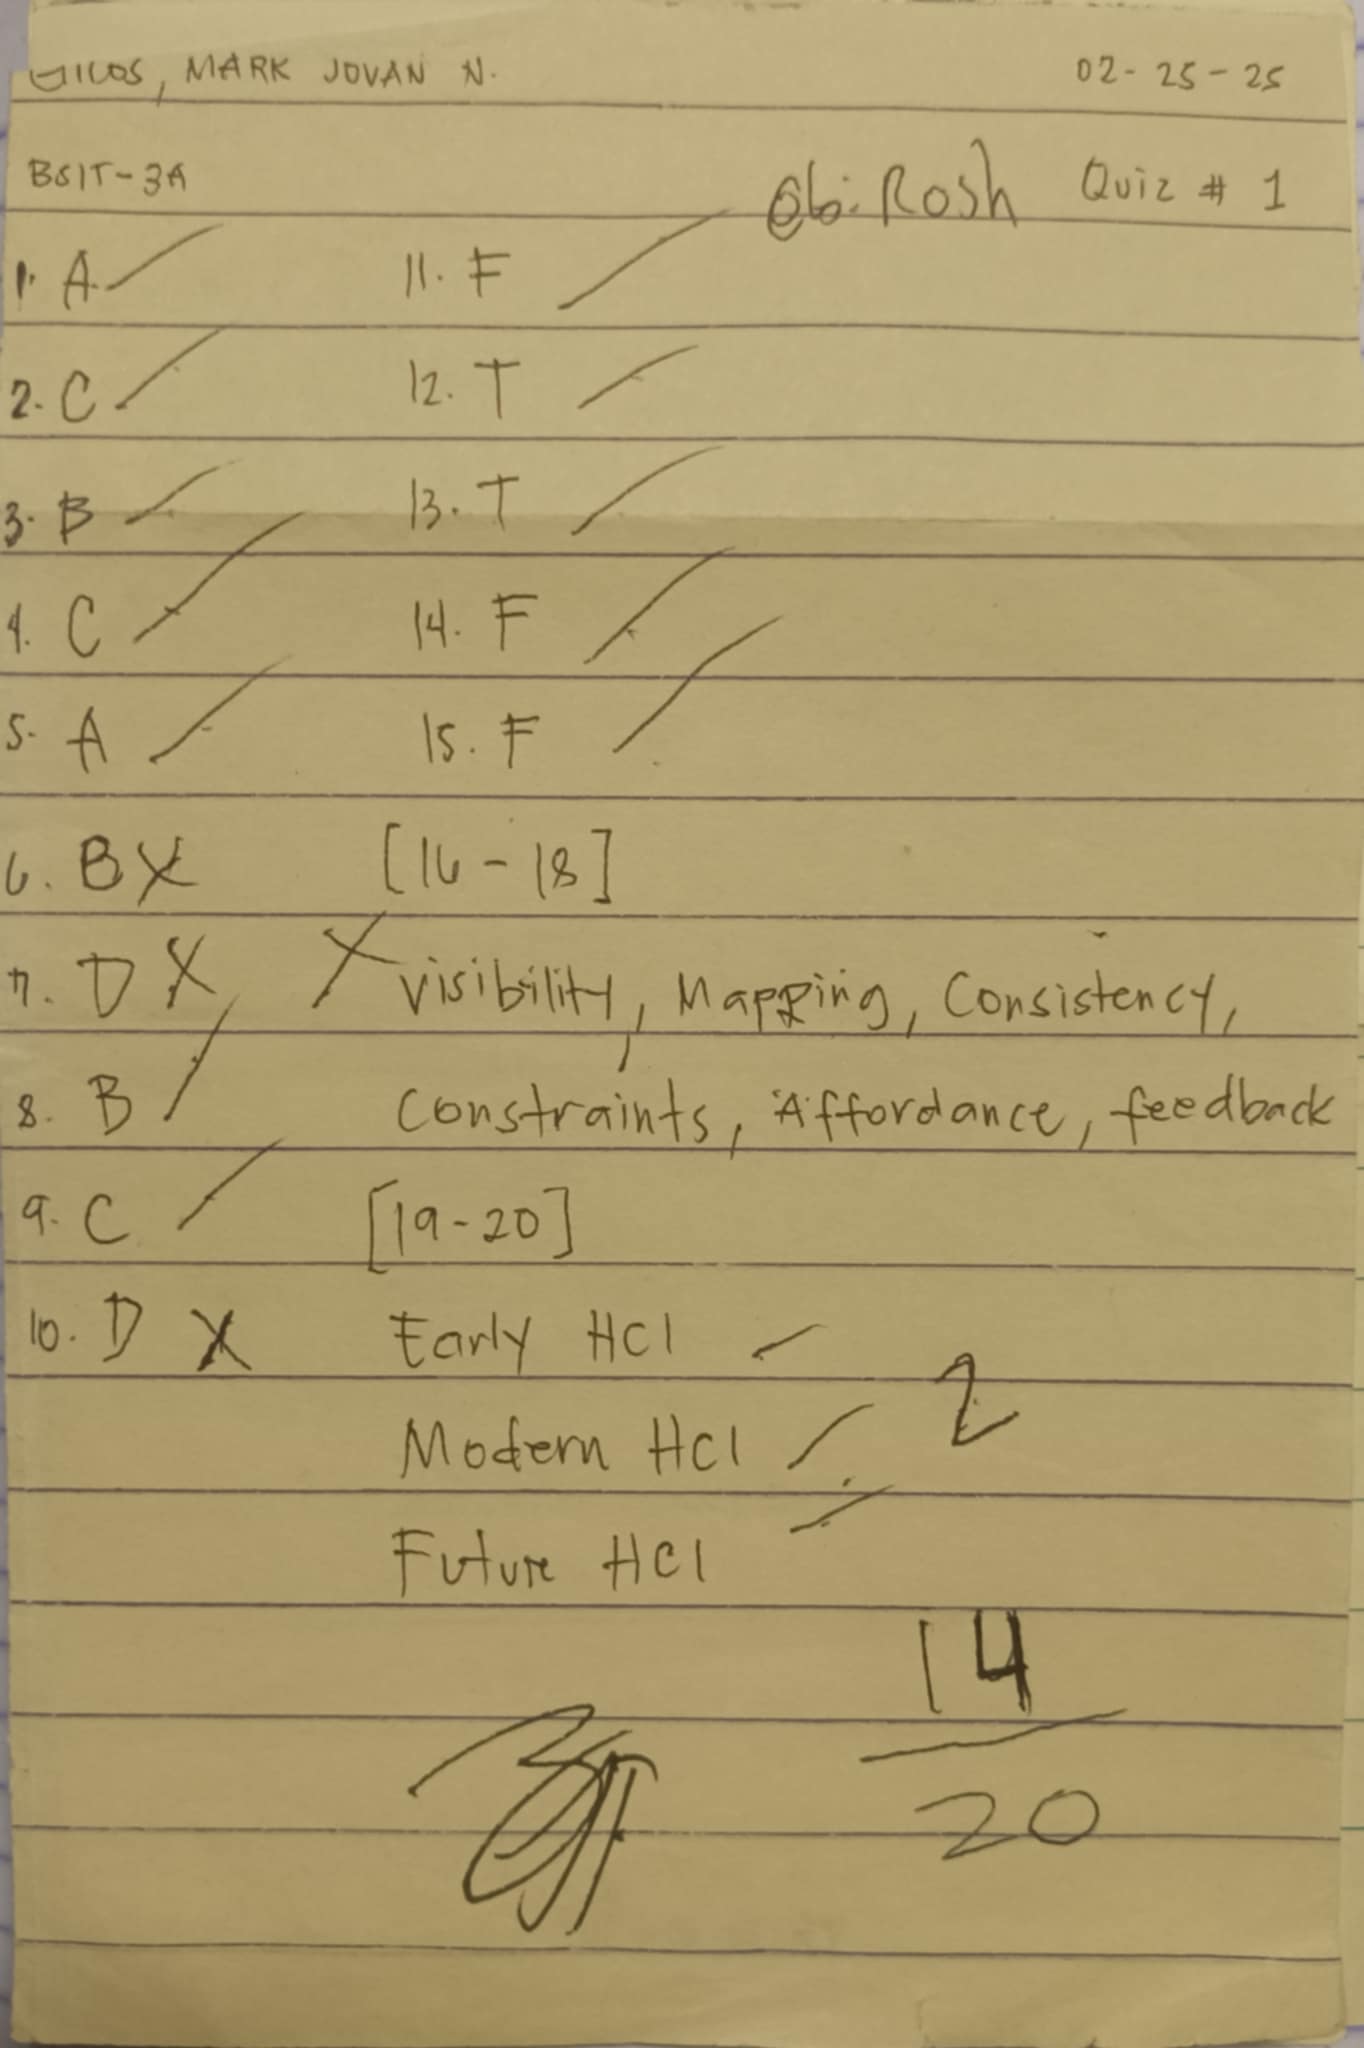 GILOS, MARK JOVAN N. 02-25-25
BSIT-3A Quiz # 1
Cb: Rosh
1. A
2. C
3. B
4. C
5. A
6. B X
7. D X
8. B
9. C
10. D X
11. F
12. T
13. T
14. F
15. F
[16-18]
X Visibility, Mapping, Consistency,
Constraints, Affordance, feedback
[19-20]
Early HCI
Modern HCI
Future HCI
2
14
20